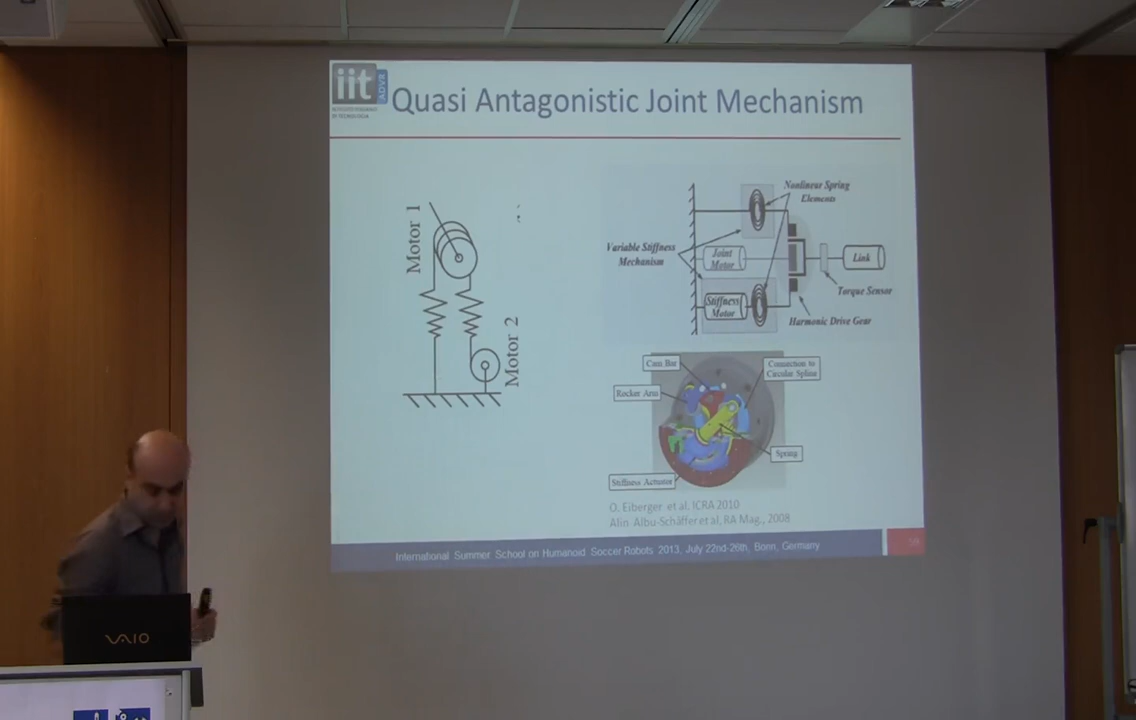 iit
ADVR
Quasi Antagonistic Joint Mechanism
Motor 1
Motor 2
Nonlinear Spring
Elements
Variable Stiffness
Mechanism
Joint
Motor
Link
Torque Sensor
Stiffness
Motor
Harmonic Drive Gear
Cam Bar
Connection to
Circular Spline
Rocker Arm
Spring
Stiffness Actuator
O. Eiberger et al, ICRA 2010
Alin Albu-Schäffer et al, RA Mag., 2008
International Summer School on Humanoid Soccer Robots 2013, July 22nd-26th, Bonn, Germany
VAIO